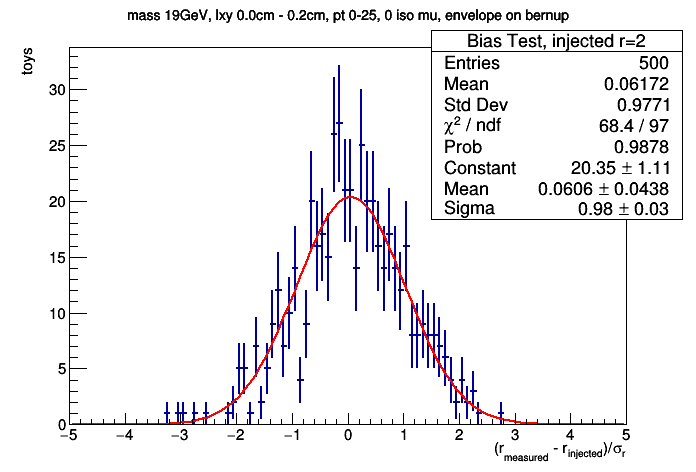 mass 19GeV, lxy 0.0cm - 0.2cm, pt 0-25, 0 iso mu, envelope on bernup
Bias Test, injected r=2
Entries 500
Mean 0.06172
Std Dev 0.9771
χ² / ndf 68.4 / 97
Prob 0.9878
Constant 20.35 ± 1.11
Mean 0.0606 ± 0.0438
Sigma 0.98 ± 0.03
toys
30
25
20
15
10
5
0
−5 −4 −3 −2 −1 0 1 2 3 4 5
(r_measured - r_injected)/σ_r